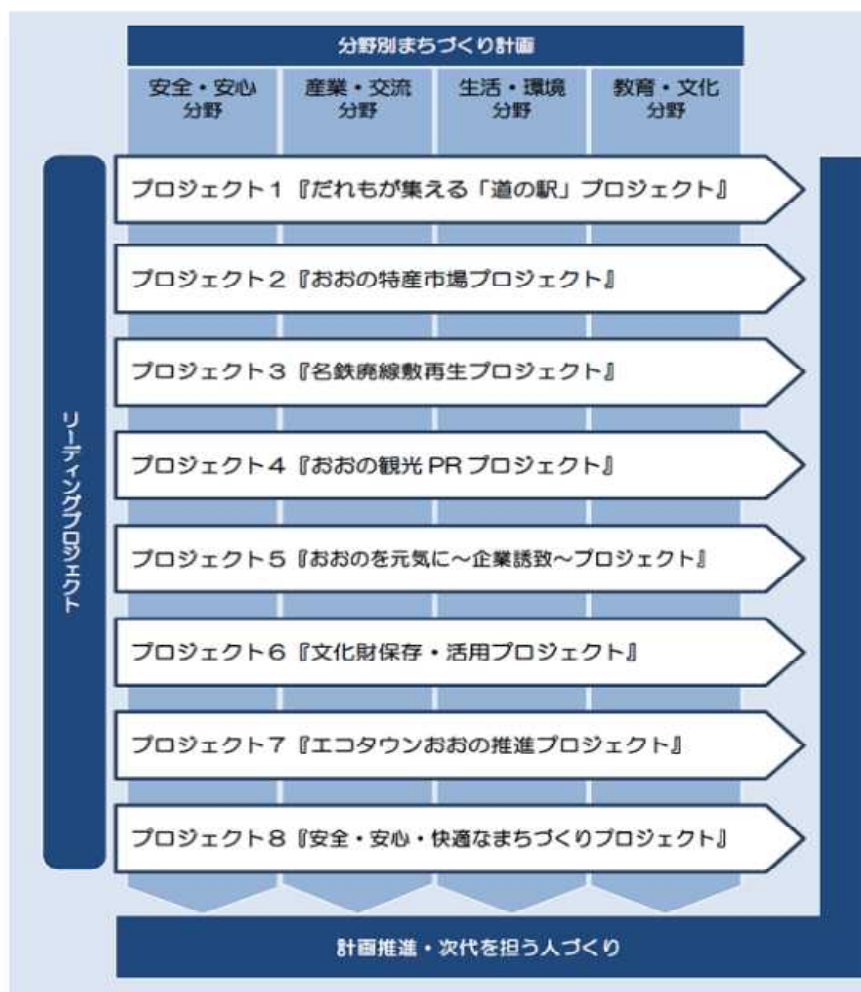 分野別まちづくり計画
安全・安心
分野
産業・交流
分野
生活・環境
分野
教育・文化
分野
リーディングプロジェクト
プロジェクト1『だれもが集える「道の駅」プロジェクト』
プロジェクト2『おおの特産市場プロジェクト』
プロジェクト3『名鉄廃線敷再生プロジェクト』
プロジェクト4『おおの観光 PR プロジェクト』
プロジェクト5『おおのを元気に～企業誘致～プロジェクト』
プロジェクト6『文化財保存・活用プロジェクト』
プロジェクト7『エコタウンおおの推進プロジェクト』
プロジェクト8『安全・安心・快適なまちづくりプロジェクト』
計画推進・次代を担う人づくり